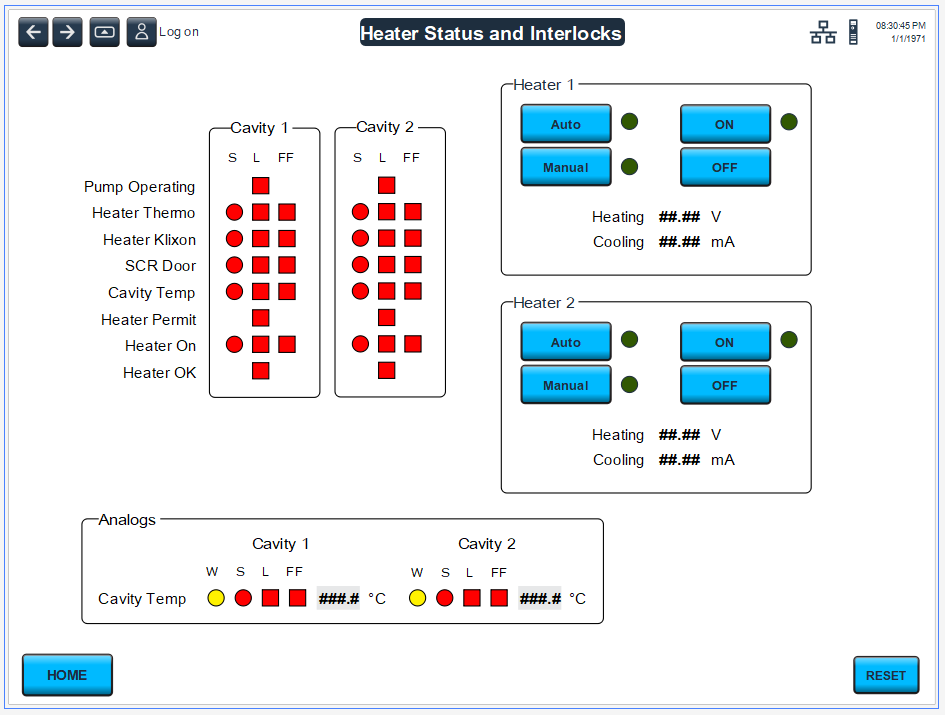 Log on
Heater Status and Interlocks
08:30:45 PM
1/1/1971
Cavity 1
S L FF
Cavity 2
S L FF
Pump Operating
Heater Thermo
Heater Klixon
SCR Door
Cavity Temp
Heater Permit
Heater On
Heater OK
Heater 1
Auto ON
Manual OFF
Heating ##.## V
Cooling ##.## mA
Heater 2
Auto ON
Manual OFF
Heating ##.## V
Cooling ##.## mA
Analogs
Cavity 1 Cavity 2
W S L FF W S L FF
Cavity Temp ###.# °C ###.# °C
HOME
RESET